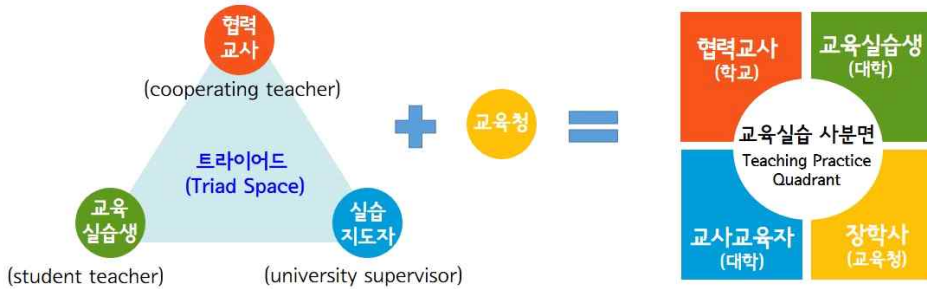 협력
교사
(cooperating teacher)
트라이어드
(Triad Space)
교육
실습생
(student teacher)
실습
지도자
(university supervisor)
교육청
협력교사
(학교)
교육실습생
(대학)
교육실습 사분면
Teaching Practice
Quadrant
교사교육자
(대학)
장학사
(교육청)